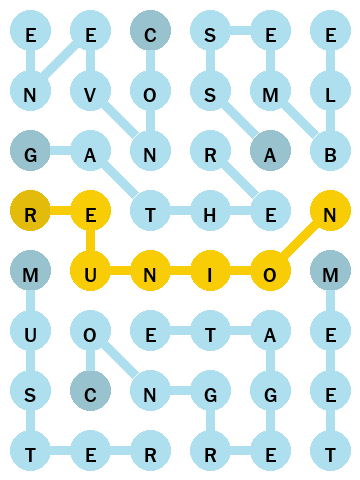 E E C S E E
N V O S M L
G A N R A B
R E T H E N
M U N I O M
U O E T A E
S C N G G E
T E R R E T